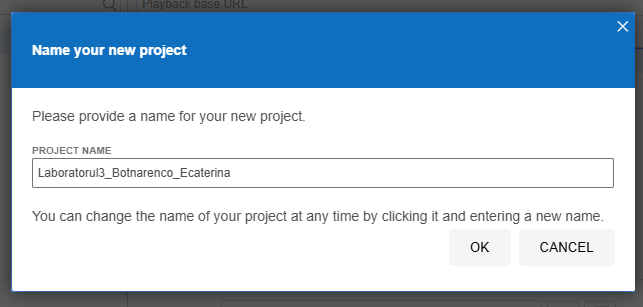 Playback base URL
Name your new project
Please provide a name for your new project.
PROJECT NAME
Laboratorul3_Botnarenco_Ecaterina
You can change the name of your project at any time by clicking it and entering a new name.
OK
CANCEL